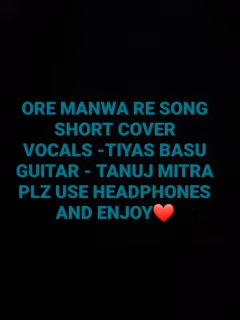 ORE MANWA RE SONG
SHORT COVER
VOCALS -TIYAS BASU
GUITAR - TANUJ MITRA
PLZ USE HEADPHONES
AND ENJOY❤️